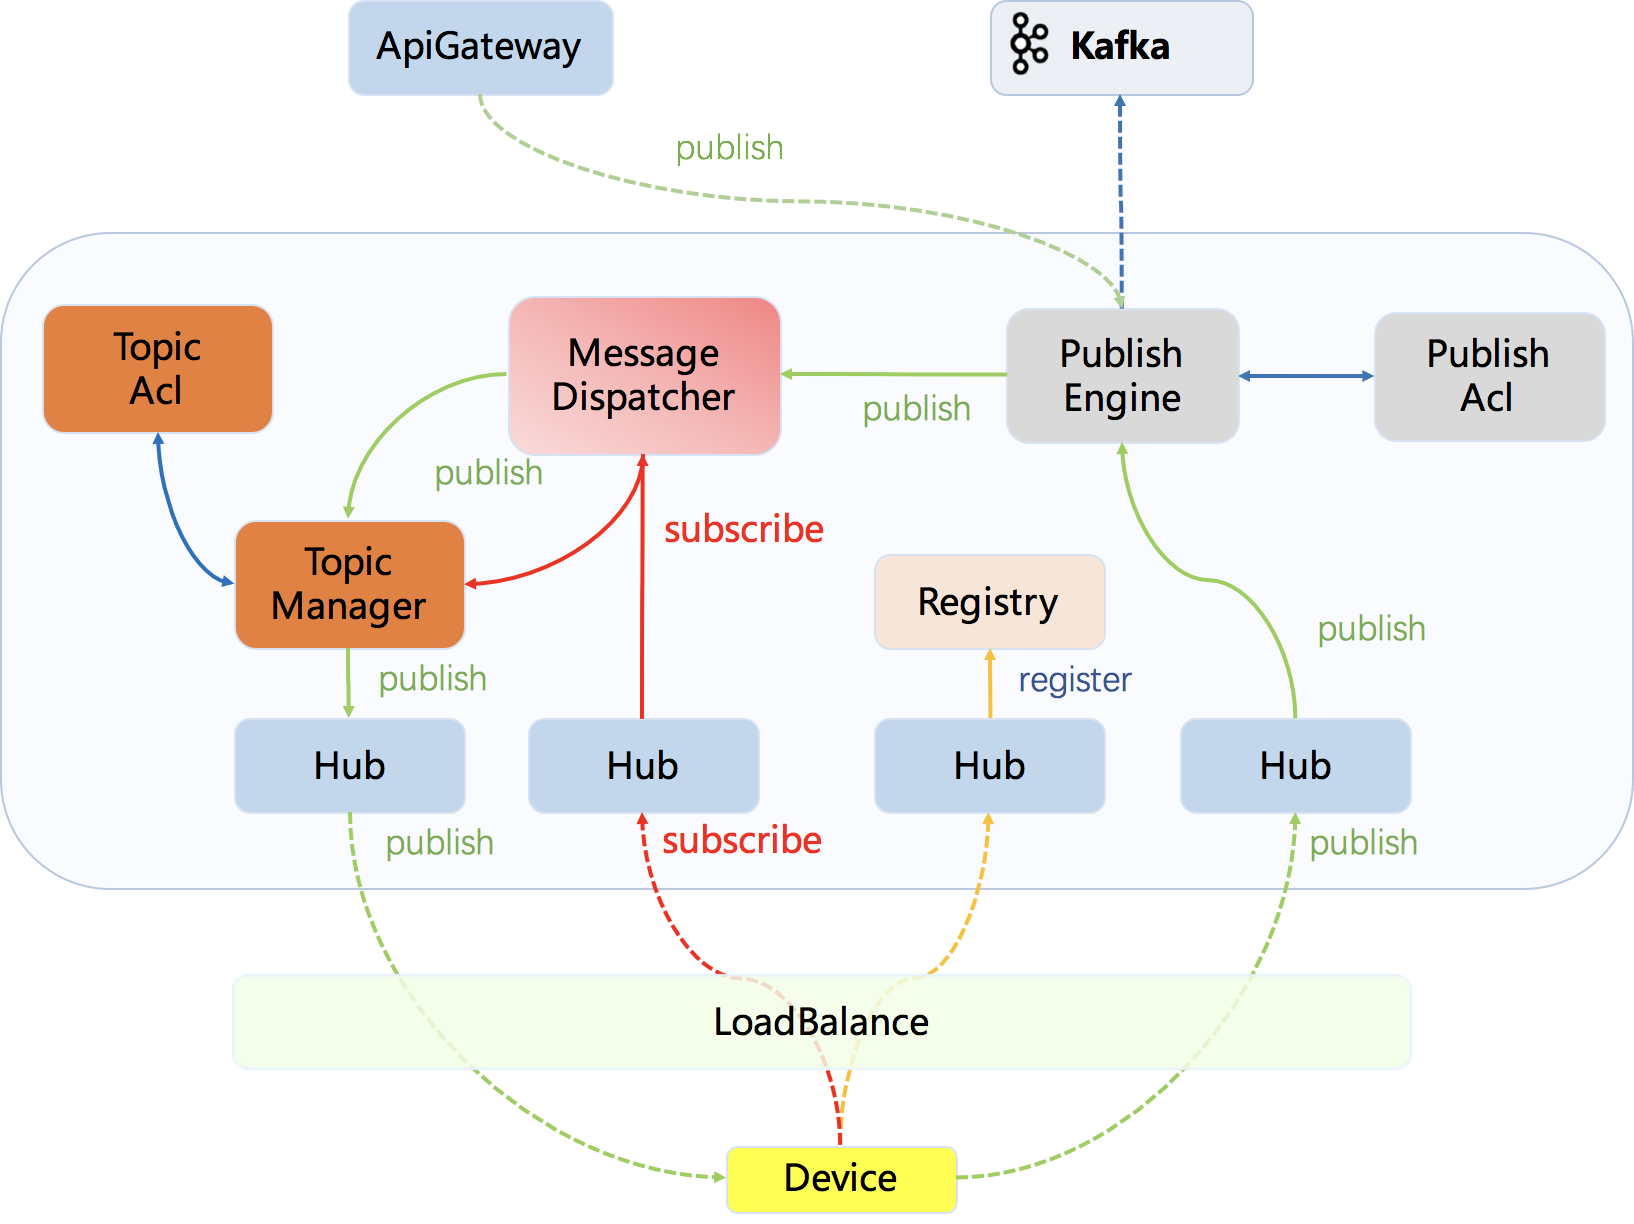 ApiGateway
Kafka
publish
Topic
Acl
Message
Dispatcher
Publish
Engine
Publish
Acl
publish
publish
subscribe
Topic
Manager
Registry
publish
publish
register
Hub
Hub
Hub
Hub
publish
subscribe
publish
LoadBalance
Device